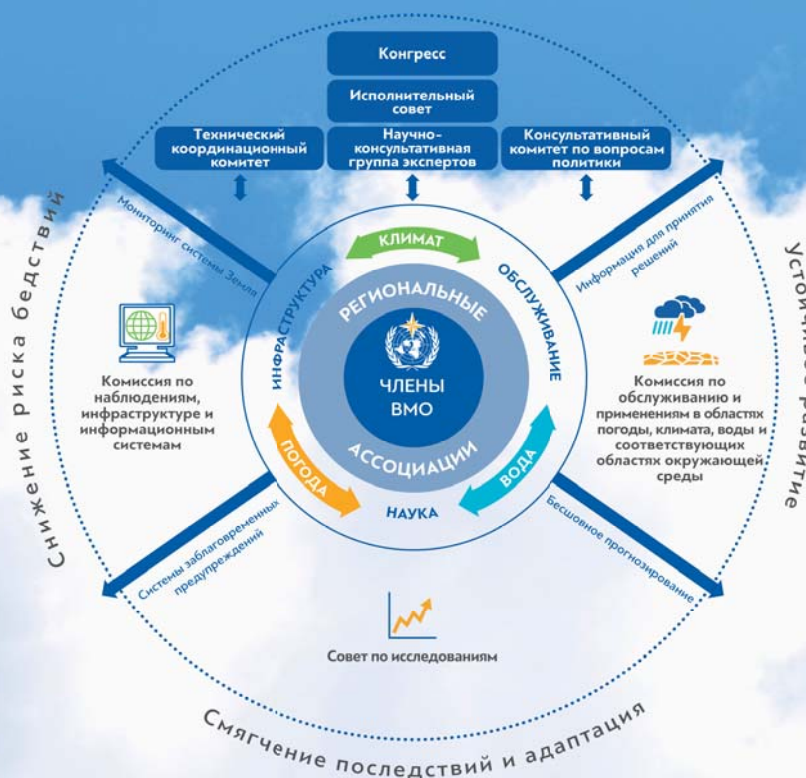 Конгресс
Исполнительный
совет
Технический
координационный
комитет
Научно-
консультативная
группа экспертов
Консультативный
комитет по вопросам
политики
Мониторинг системы Земля
Информация для принятия
решений
КЛИМАТ
ИНФРАСТРУКТУРА
ОБСЛУЖИВАНИЕ
РЕГИОНАЛЬНЫЕ
ЧЛЕНЫ
ВМО
АССОЦИАЦИИ
ПОГОДА
ВОДА
НАУКА
Снижение риска бедствий
Комиссия по
наблюдениям,
инфраструктуре и
информационным
системам
Комиссия по
обслуживанию и
применениям в областях
погоды, климата, воды и
соответствующих
областях окружающей
среды
Устойчивое развитие
Системы заблаговременных
предупреждений
Бесшовное прогнозирование
Совет по исследованиям
Смягчение последствий и адаптация